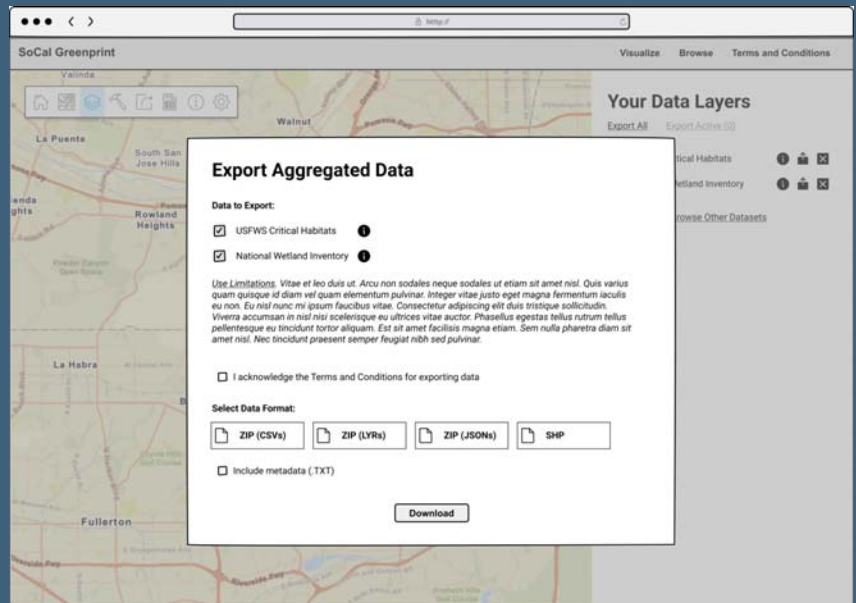 SoCal Greenprint
Visualize Browse Terms and Conditions
Valinda
Walnut
La Puente
South San
Jose Hills
Rowland
Heights
La Habra
Fullerton
Your Data Layers
Export All Export Active (0)
tical Habitats
etland Inventory
rowse Other Datasets
Export Aggregated Data
Data to Export:
USFWS Critical Habitats
National Wetland Inventory
Use Limitations. Vitae et leo duis ut. Arcu non sodales neque sodales ut etiam sit amet nisl. Quis varius
quam quisque id diam vel quam elementum pulvinar. Integer vitae justo eget magna fermentum iaculis
eu non. Eu nisl nunc mi ipsum faucibus vitae. Consectetur adipiscing elit duis tristique sollicitudin.
Viverra accumsan in nisl nisi scelerisque eu ultrices vitae auctor. Phasellus egestas tellus rutrum tellus
pellentesque eu tincidunt tortor aliquam. Est sit amet facilisis magna etiam. Sem nulla pharetra diam sit
amet nisl. Nec tincidunt praesent semper feugiat nibh sed pulvinar.
I acknowledge the Terms and Conditions for exporting data
Select Data Format:
ZIP (CSVs) ZIP (LYRs) ZIP (JSONs) SHP
Include metadata (.TXT)
Download